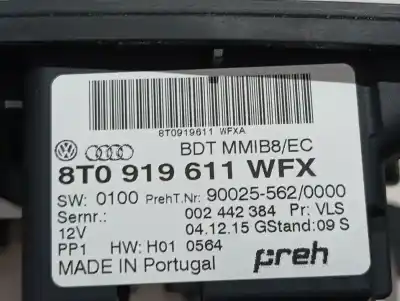 8T0919611 WFXA
BDT MMIB8/EC
8T0 919 611 WFX
SW: 0100 PrehT.Nr: 90025-562/0000
Sernr.: 002 442 384 Pr: VLS
12V 04.12.15 GStand: 09 S
PP1 HW: H01 0564
MADE IN Portugal preh